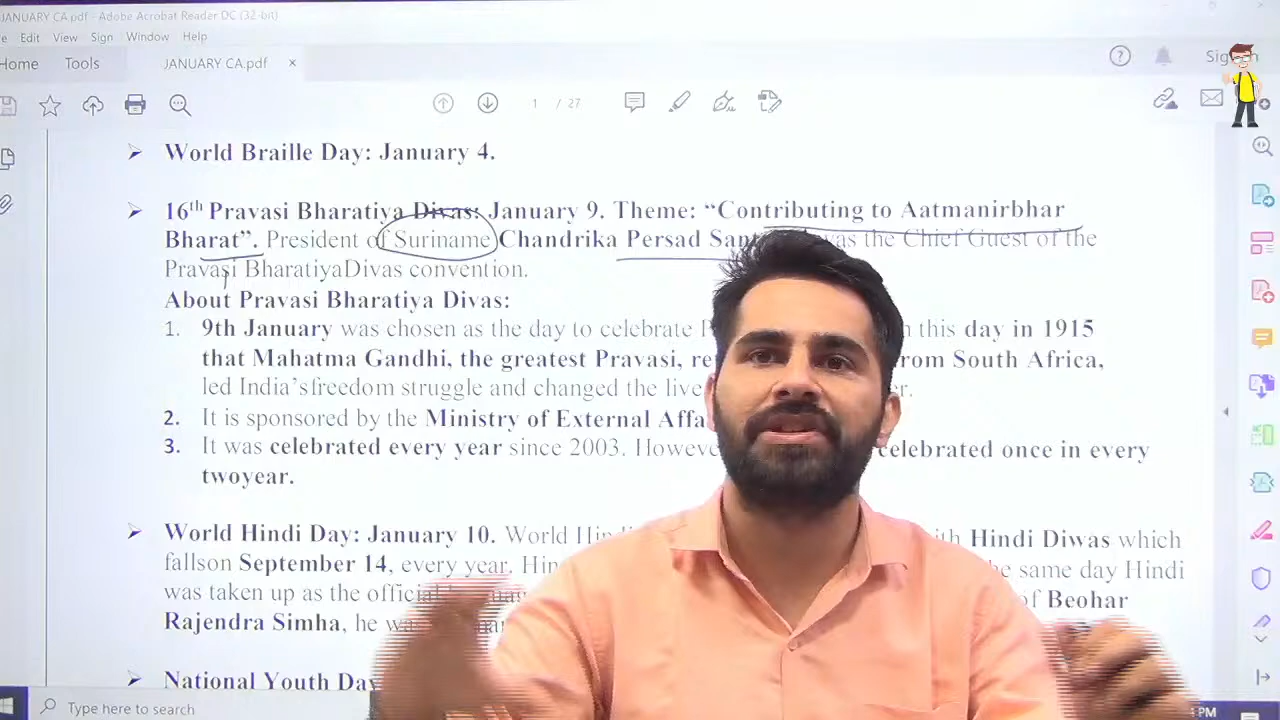 JANUARY CA.pdf - Adobe Acrobat Reader DC (32-bit)
Edit View Sign Window Help
Home Tools JANUARY CA.pdf ×
Sign
1 / 27
➤ World Braille Day: January 4.
➤ 16th Pravasi Bharatiya Divas: January 9. Theme: “Contributing to Aatmanirbhar
Bharat”. President of Suriname Chandrika Persad was the Chief Guest of the
Pravasi BharatiyaDivas convention.
About Pravasi Bharatiya Divas:
1. 9th January was chosen as the day to celebrate this day in 1915
that Mahatma Gandhi, the greatest Pravasi, from South Africa,
led India’sfreedom struggle and changed the
2. It is sponsored by the Ministry of External
3. It was celebrated every year since 2003. celebrated once in every
twoyear.
➤ World Hindi Day: January 10. World Hindi Diwas which
fallson September 14, every year. the same day Hindi
was taken up as the official of Beohar
Rajendra Simha, he
➤ National Youth
Type here to search
PM